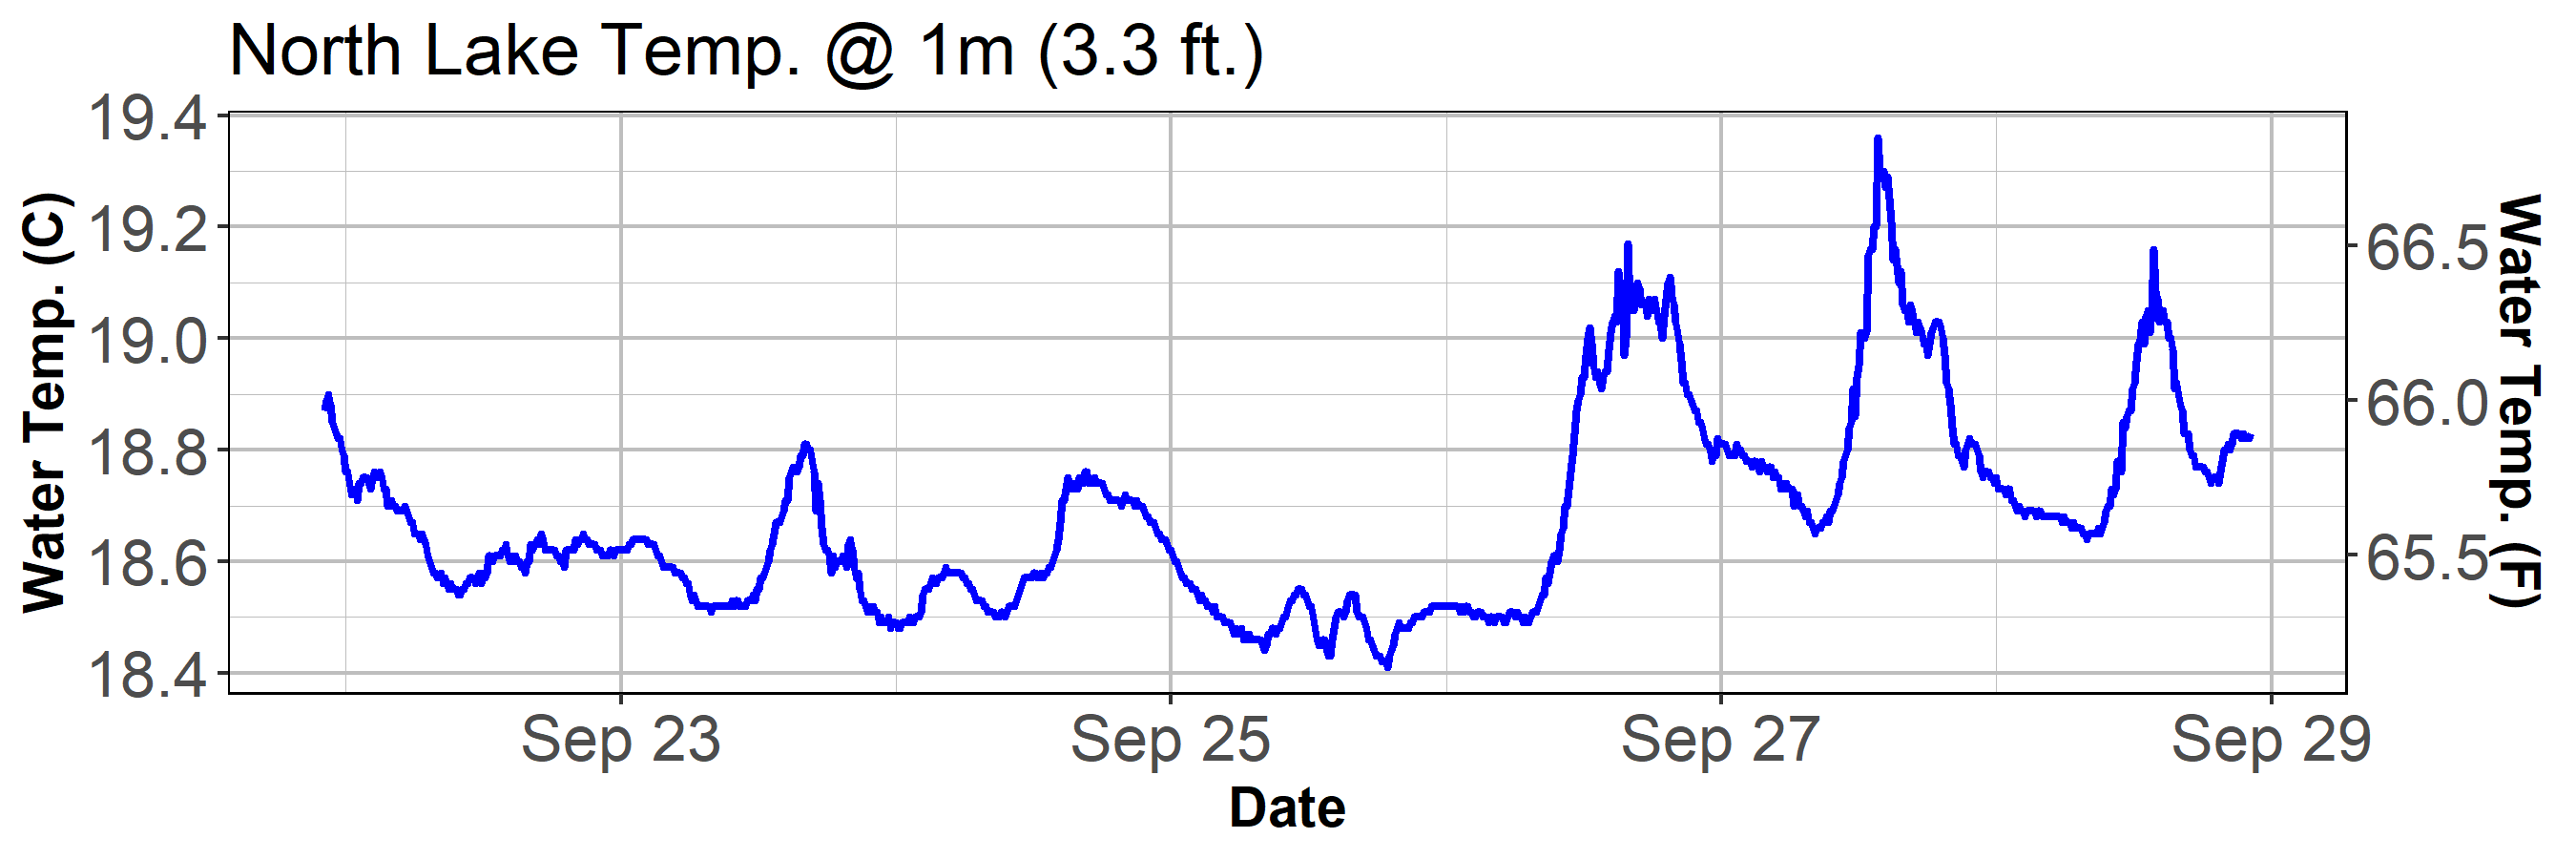 North Lake Temp. @ 1m (3.3 ft.)
Water Temp. (C)
19.4
19.2
19.0
18.8
18.6
18.4
66.5
66.0
65.5
Water Temp. (F)
Sep 23
Sep 25
Sep 27
Sep 29
Date